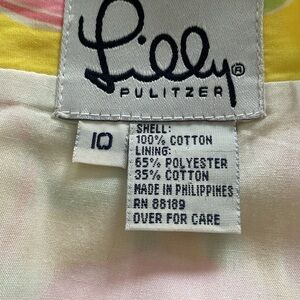 Lilly®
PULITZER
10
SHELL:
100% COTTON
LINING:
65% POLYESTER
35% COTTON
MADE IN PHILIPPINES
RN 88189
OVER FOR CARE